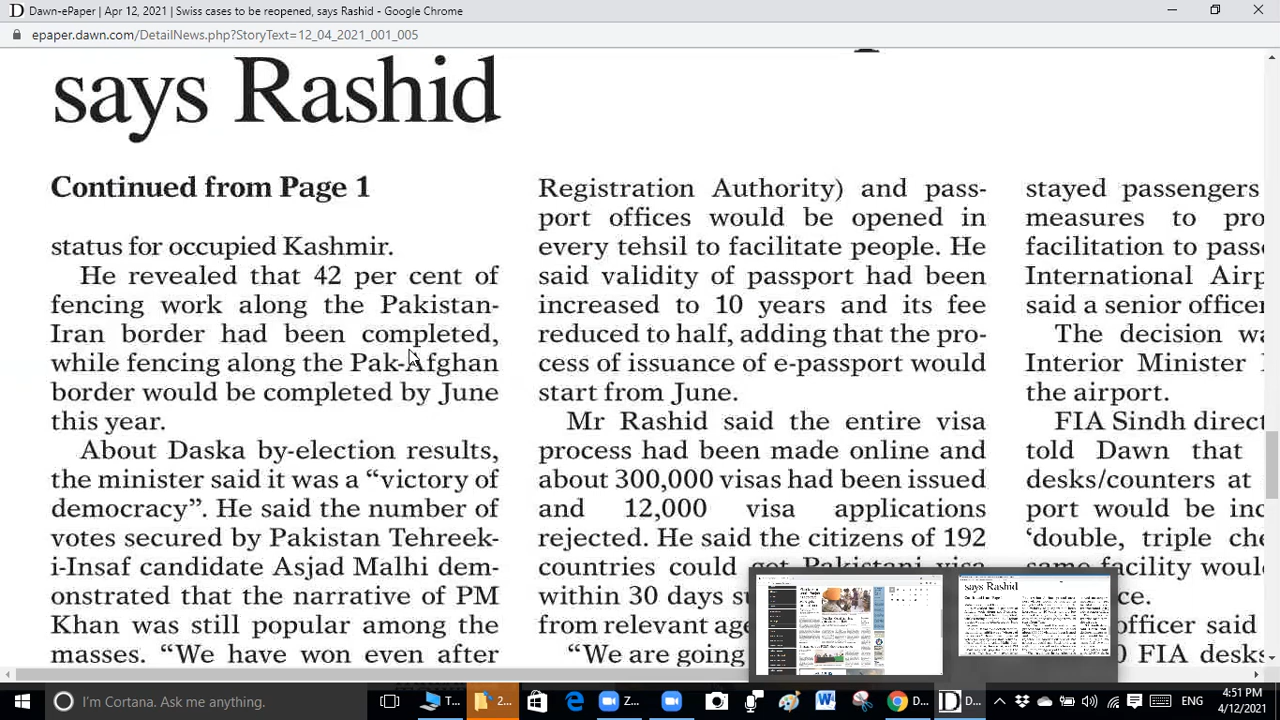 Dawn-ePaper | Apr 12, 2021 | Swiss cases to be reopened, says Rashid - Google Chrome
epaper.dawn.com/DetailNews.php?StoryText=12_04_2021_001_005
says Rashid
Continued from Page 1
status for occupied Kashmir.
He revealed that 42 per cent of
fencing work along the Pakistan-
Iran border had been completed,
while fencing along the Pak-Afghan
border would be completed by June
this year.
About Daska by-election results,
the minister said it was a “victory of
democracy”. He said the number of
votes secured by Pakistan Tehreek-
i-Insaf candidate Asjad Malhi dem-
onstrated that the narrative of PM
Khan was still popular among the
masses. “We have won even after
Registration Authority) and pass-
port offices would be opened in
every tehsil to facilitate people. He
said validity of passport had been
increased to 10 years and its fee
reduced to half, adding that the pro-
cess of issuance of e-passport would
start from June.
Mr Rashid said the entire visa
process had been made online and
about 300,000 visas had been issued
and 12,000 visa applications
rejected. He said the citizens of 192
countries could get Pakistani visa
within 30 days
from relevant
“We are going
stayed passengers
measures to
facilitation to
International
said a senior officer
The decision
Interior Minister
the airport.
FIA Sindh
told Dawn that
desks/counters at
port would be
‘double, triple
same facility
officer said
FIA desks
says Rashid
I'm Cortana. Ask me anything.
T...
2...
Z...
D...
D...
ENG
4:51 PM
4/12/2021